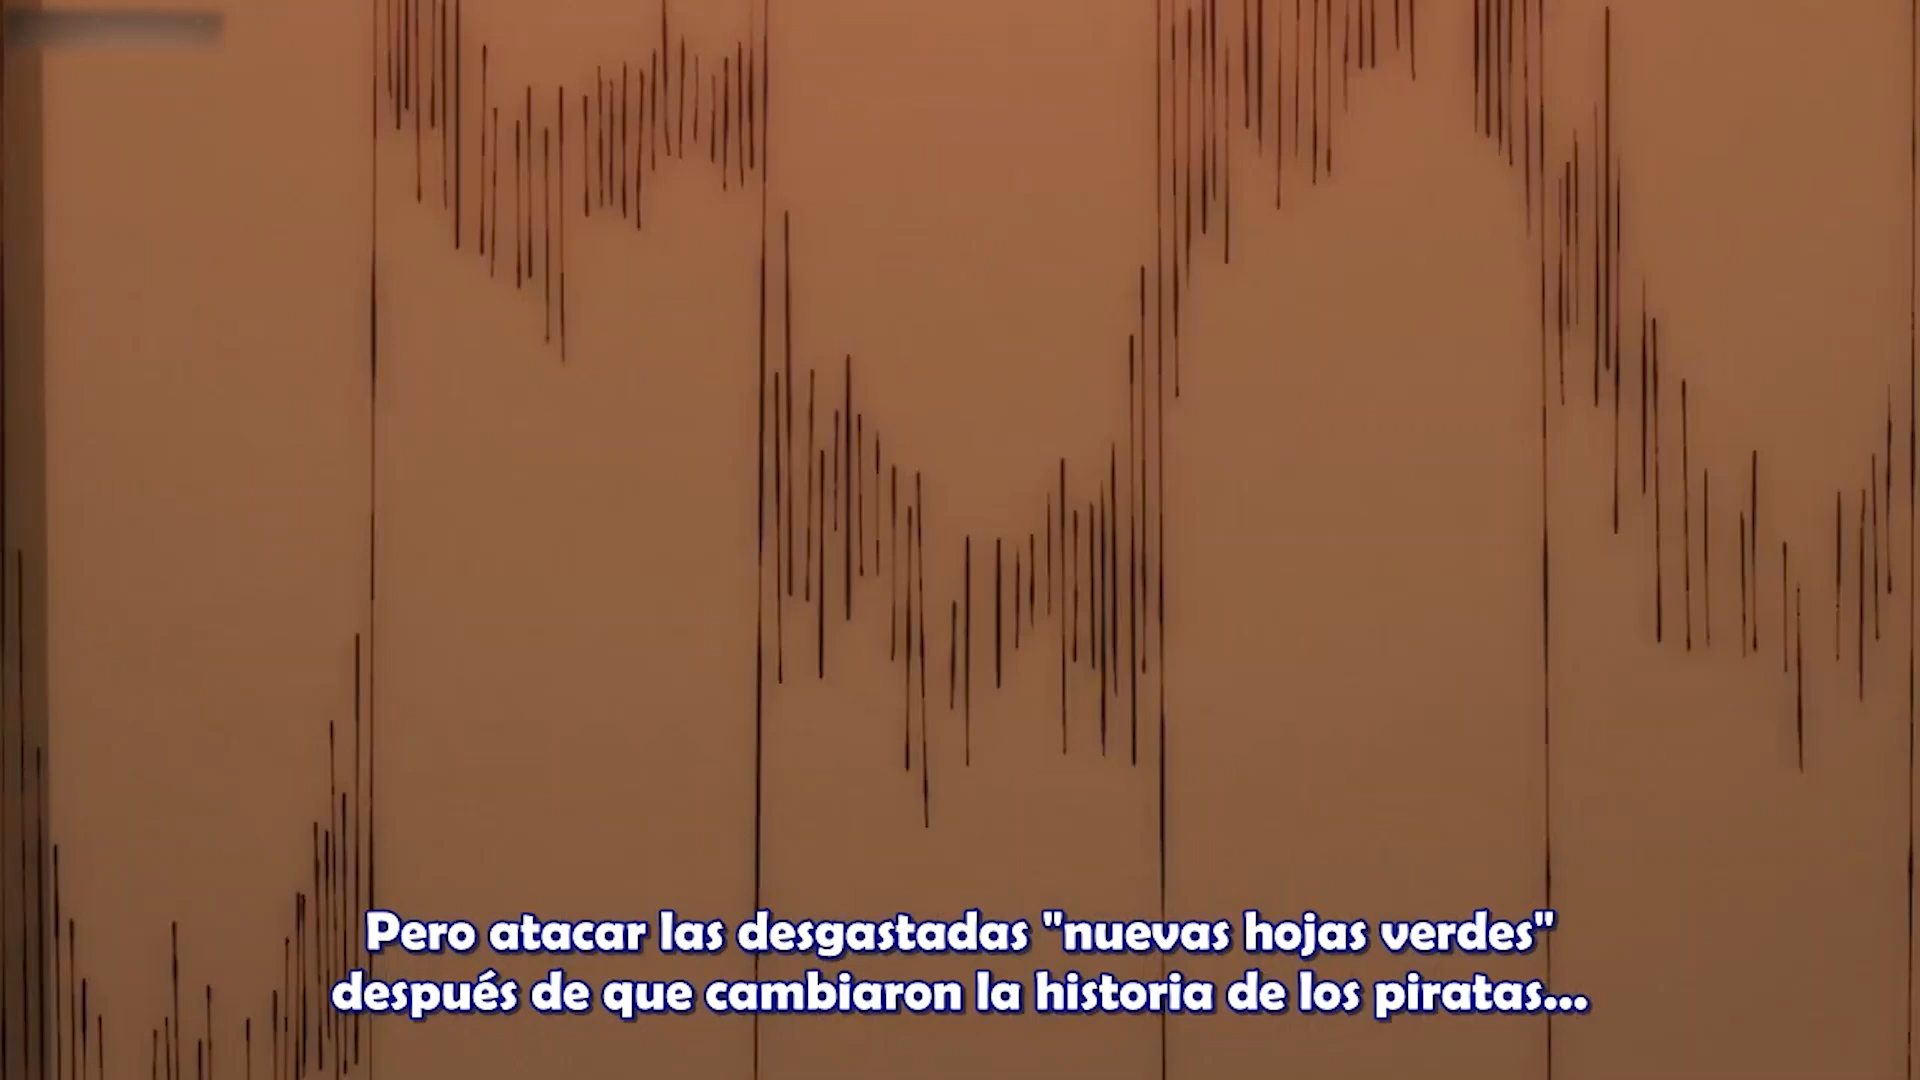 Pero atacar las desgastadas "nuevas hojas verdes"
después de que cambiaron la historia de los piratas...